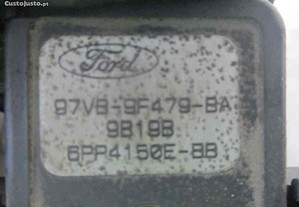 CustoJusto.pt
Ford
97VB-9F479-BA
9B19B
6PP4150E-BB